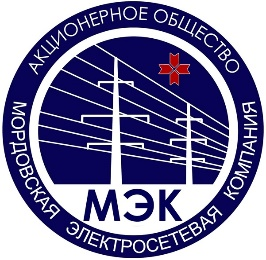 АКЦИОНЕРНОЕ ОБЩЕСТВО
МЭК
МОРДОВСКАЯ ЭЛЕКТРОСЕТЕВАЯ КОМПАНИЯ